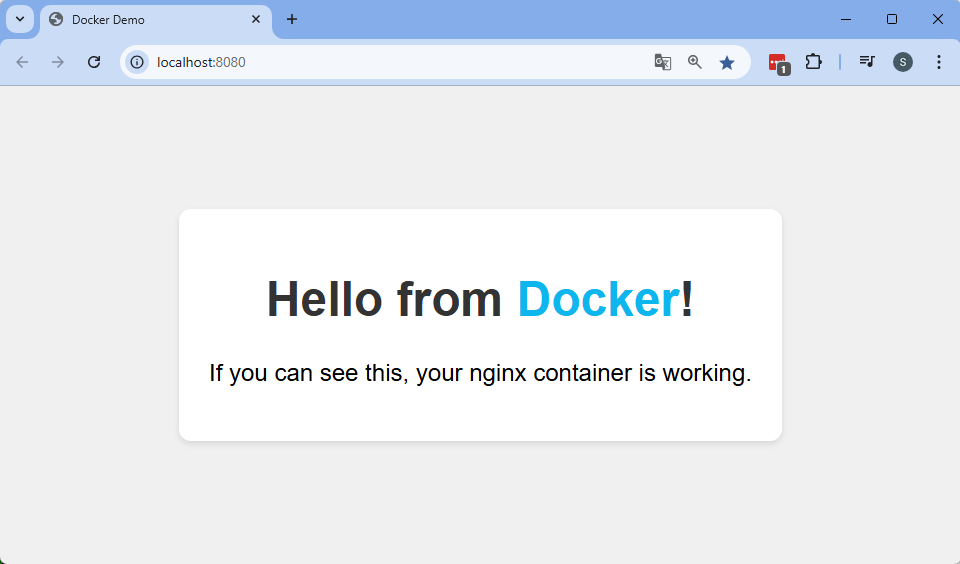 Docker Demo
localhost:8080
1
S
Hello from Docker!
If you can see this, your nginx container is working.